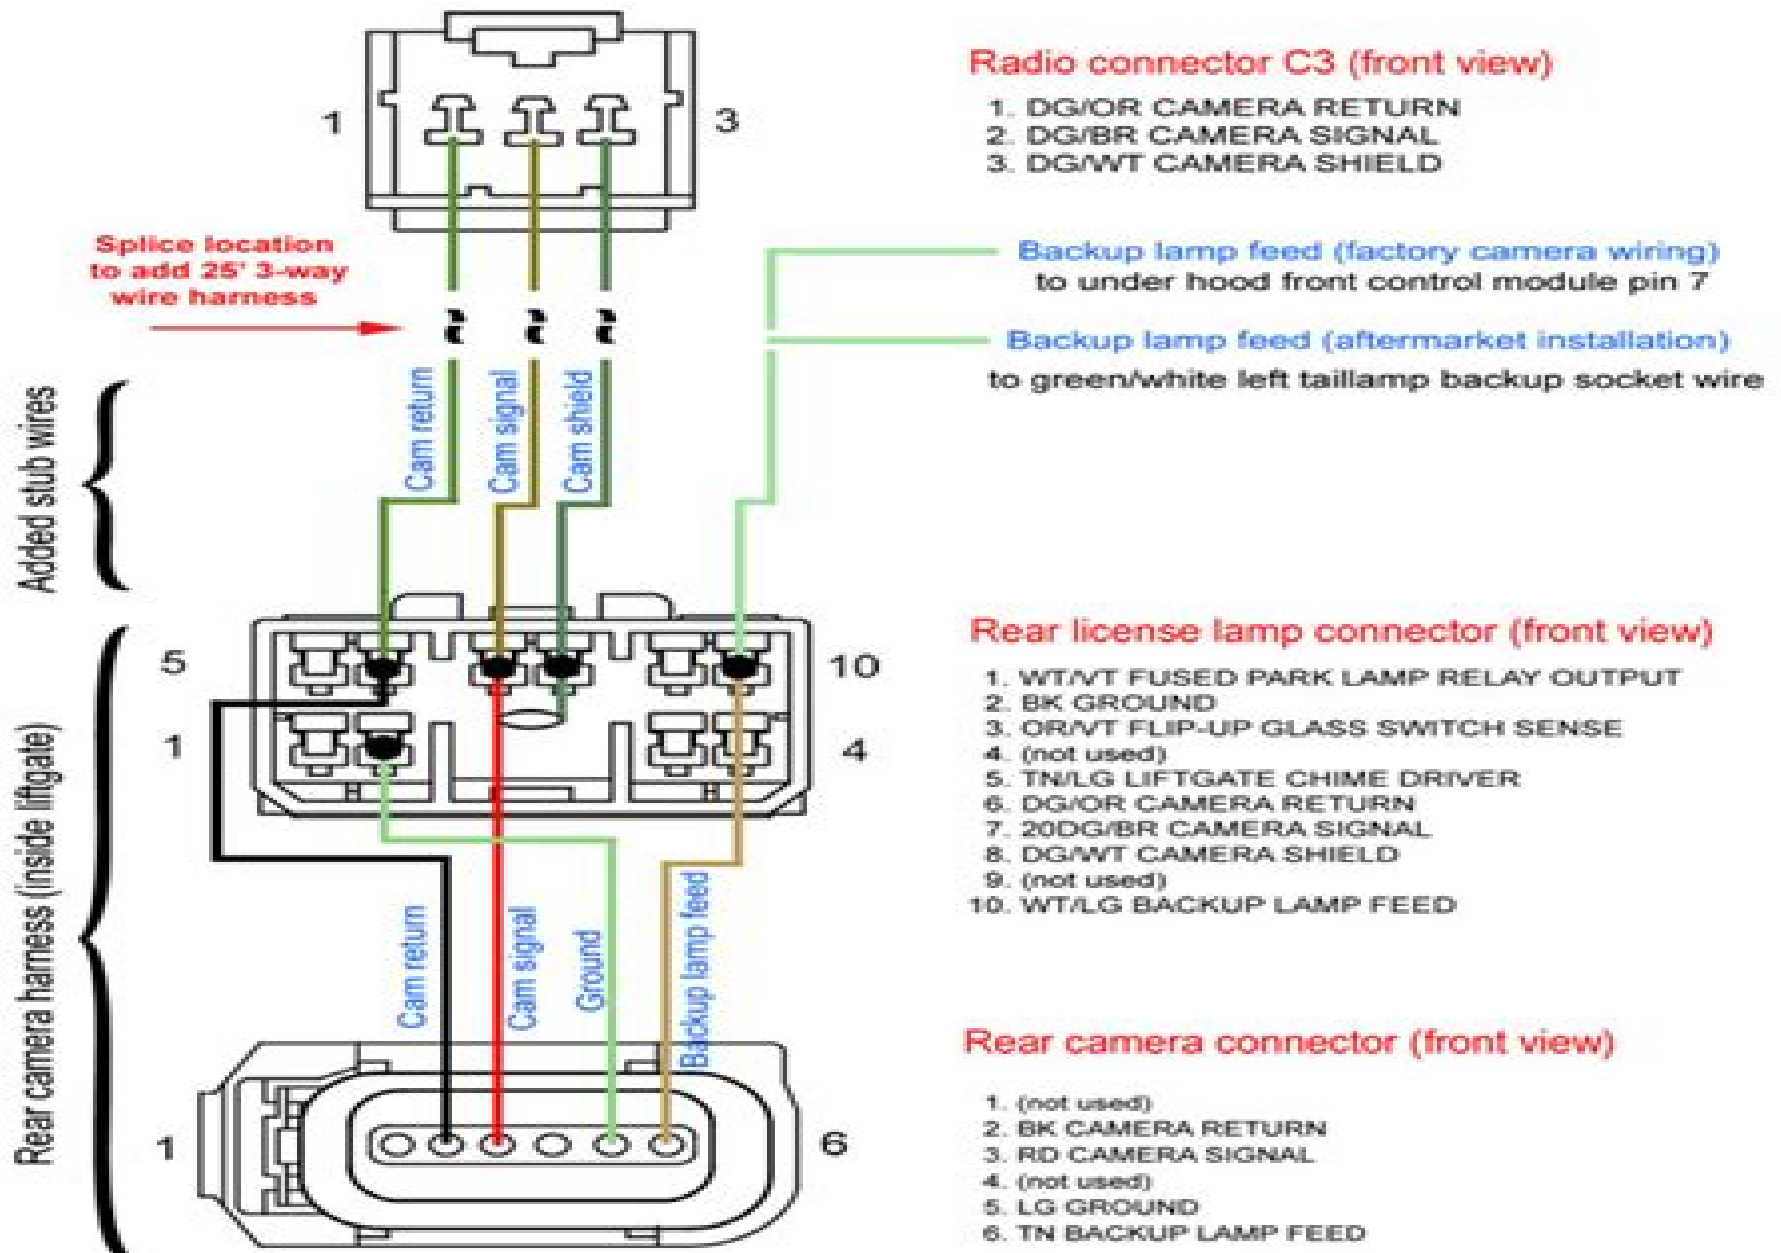 Radio connector C3 (front view)
1. DG/OR CAMERA RETURN
2. DG/BR CAMERA SIGNAL
3. DG/WT CAMERA SHIELD
1
3
Splice location
to add 25' 3-way
wire harness
Backup lamp feed (factory camera wiring)
to under hood front control module pin 7
Backup lamp feed (aftermarket installation)
to green/white left taillamp backup socket wire
Added stub wires
Cam return
Cam signal
Cam shield
Rear license lamp connector (front view)
1. WT/VT FUSED PARK LAMP RELAY OUTPUT
2. BK GROUND
3. OR/VT FLIP-UP GLASS SWITCH SENSE
4. (not used)
5. TN/LG LIFTGATE CHIME DRIVER
6. DG/OR CAMERA RETURN
7. 20DG/BR CAMERA SIGNAL
8. DG/WT CAMERA SHIELD
9. (not used)
10. WT/LG BACKUP LAMP FEED
5
10
1
4
Rear camera harness (inside liftgate)
Cam return
Cam signal
Ground
Backup lamp feed
Rear camera connector (front view)
1. (not used)
2. BK CAMERA RETURN
3. RD CAMERA SIGNAL
4. (not used)
5. LG GROUND
6. TN BACKUP LAMP FEED
1
6